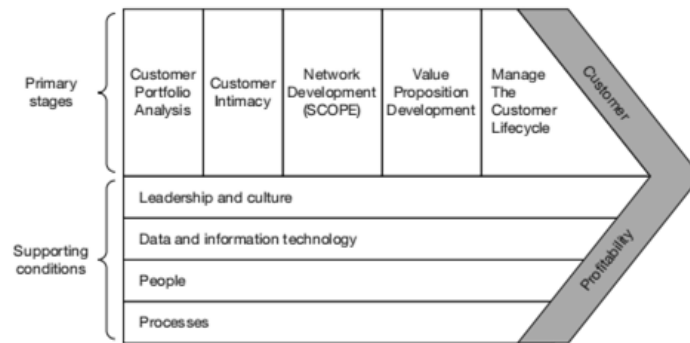 Primary
stages
Customer
Portfolio
Analysis
Customer
Intimacy
Network
Development
(SCOPE)
Value
Proposition
Development
Manage
The
Customer
Lifecycle
Customer
Supporting
conditions
Leadership and culture
Data and information technology
People
Processes
Profitability